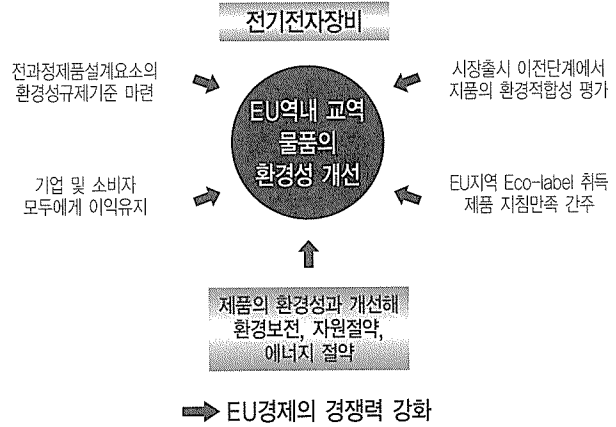 전기전자장비
전과정제품설계요소의
환경성규제기준 마련
시장출시 이전단계에서
지품의 환경적합성 평가
EU역내 교역
물품의
환경성 개선
기업 및 소비자
모두에게 이익유지
EU지역 Eco-label 취득
제품 지침만족 간주
제품의 환경성과 개선해
환경보전, 자원절약,
에너지 절약
EU경제의 경쟁력 강화